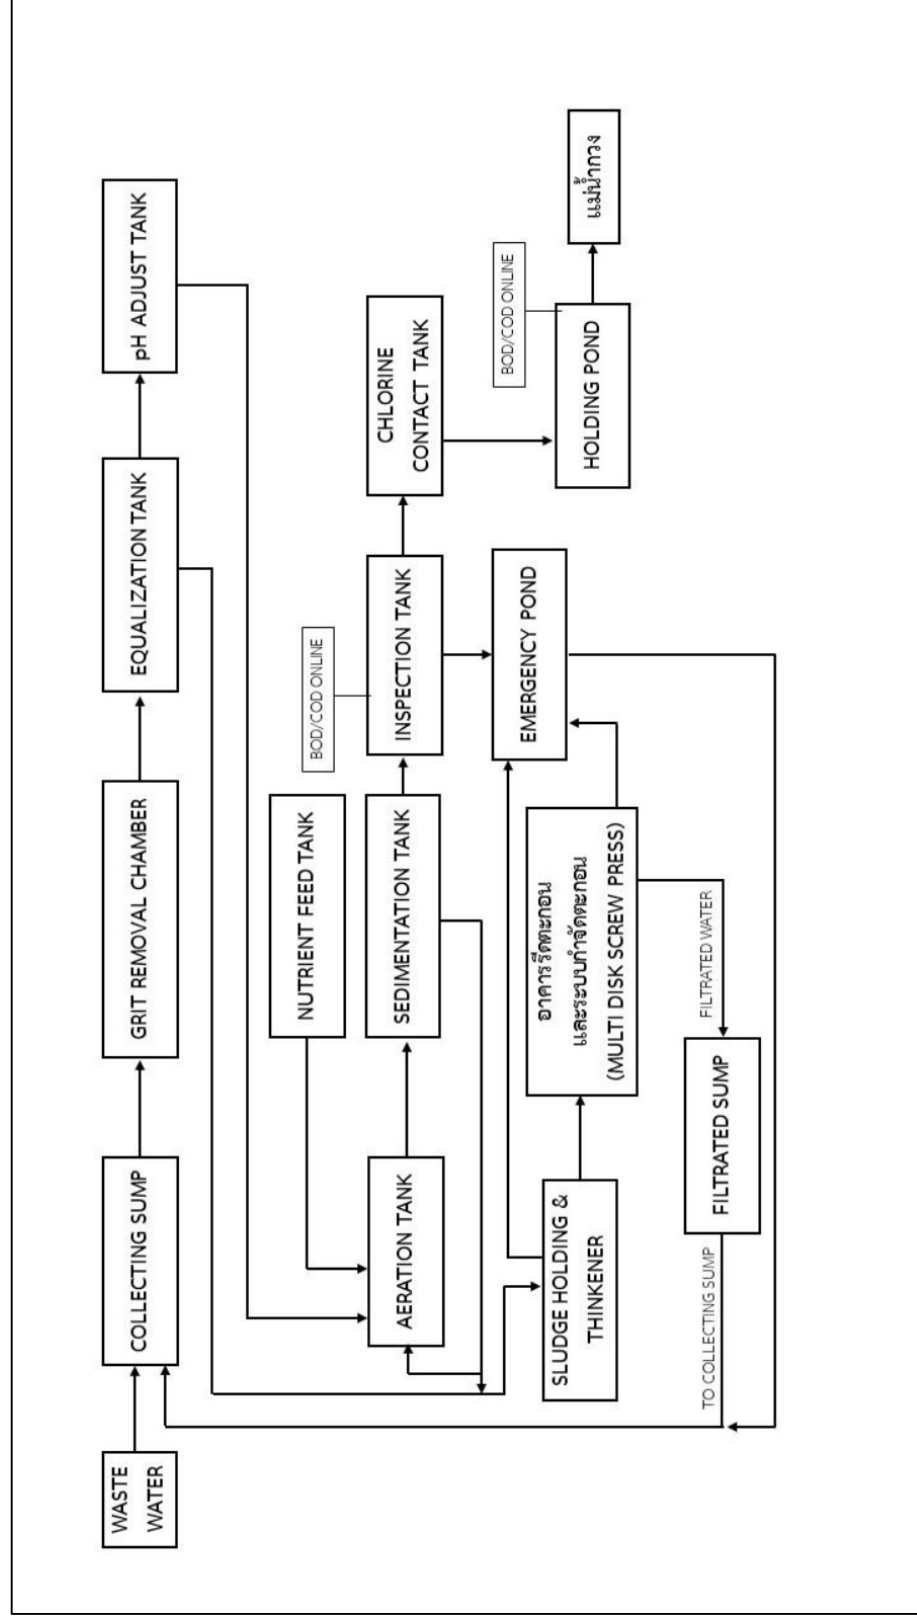 WASTE
WATER
COLLECTING SUMP
GRIT REMOVAL CHAMBER
EQUALIZATION TANK
pH ADJUST TANK
NUTRIENT FEED TANK
BOD/COD ONLINE
AERATION TANK
SEDIMENTATION TANK
INSPECTION TANK
CHLORINE
CONTACT TANK
BOD/COD ONLINE
SLUDGE HOLDING &
THINKENER
อาคารรีดตะกอน
และระบบกำจัดตะกอน
(MULTI DISK SCREW PRESS)
EMERGENCY POND
HOLDING POND
แม่น้ำกวง
TO COLLECTING SUMP
FILTRATED SUMP
FILTRATED WATER